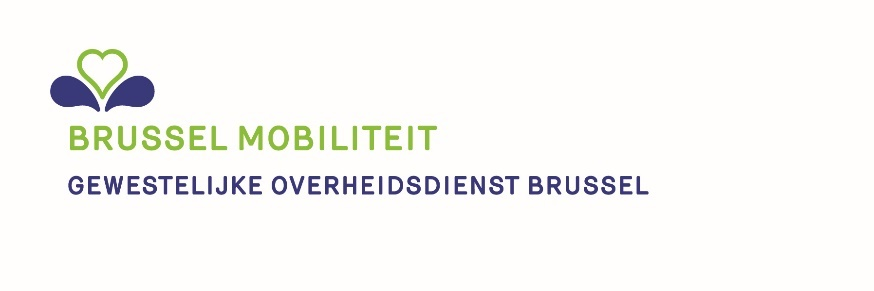 BRUSSEL MOBILITEIT
GEWESTELIJKE OVERHEIDSDIENST BRUSSEL